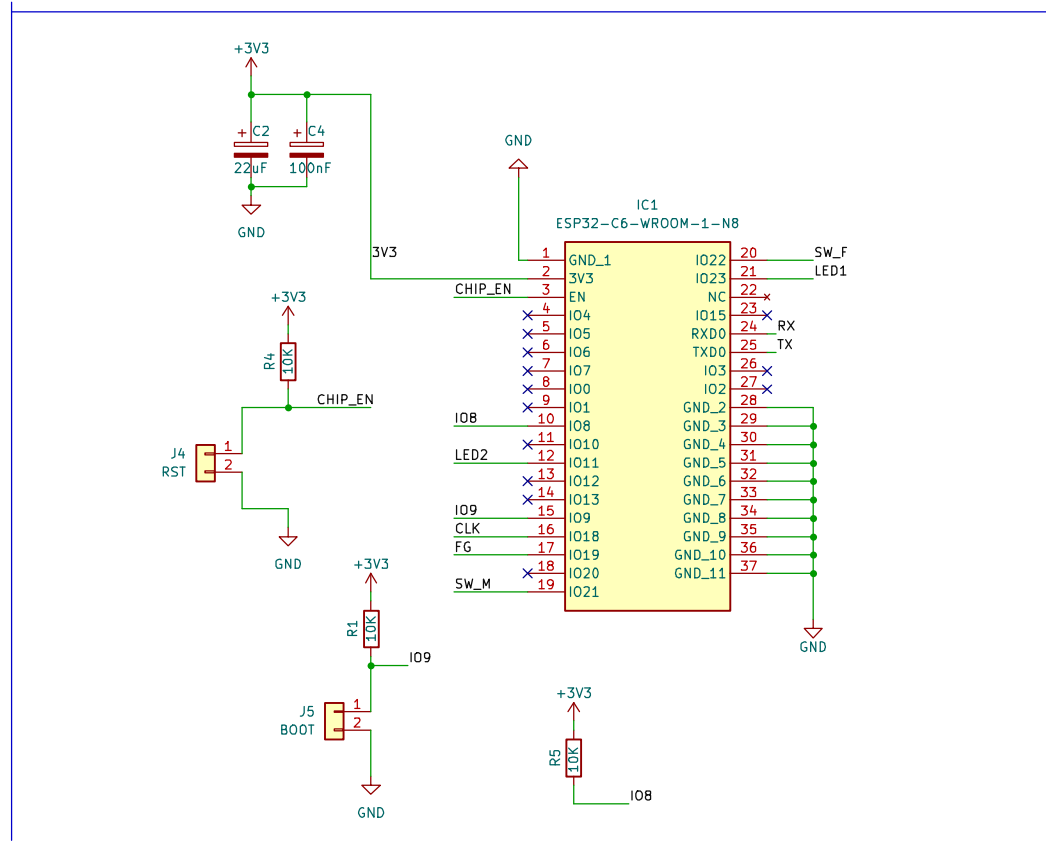 +3V3
+ C2
+ C4
22uF
100nF
GND
3V3
GND
IC1
ESP32-C6-WROOM-1-N8
1 GND_1
2 3V3
CHIP_EN 3 EN
4 IO4
5 IO5
6 IO6
7 IO7
8 IO0
9 IO1
IO8 10 IO8
11 IO10
LED2 12 IO11
13 IO12
14 IO13
IO9 15 IO9
CLK 16 IO18
FG 17 IO19
18 IO20
SW_M 19 IO21
IO22 20 SW_F
IO23 21 LED1
NC 22
IO15 23
RXD0 24 RX
TXD0 25 TX
IO3 26
IO2 27
GND_2 28
GND_3 29
GND_4 30
GND_5 31
GND_6 32
GND_7 33
GND_8 34
GND_9 35
GND_10 36
GND_11 37
GND
+3V3
R4
10K
CHIP_EN
J4
RST
1
2
GND
+3V3
R1
10K
IO9
J5
BOOT
1
2
GND
+3V3
R5
10K
IO8